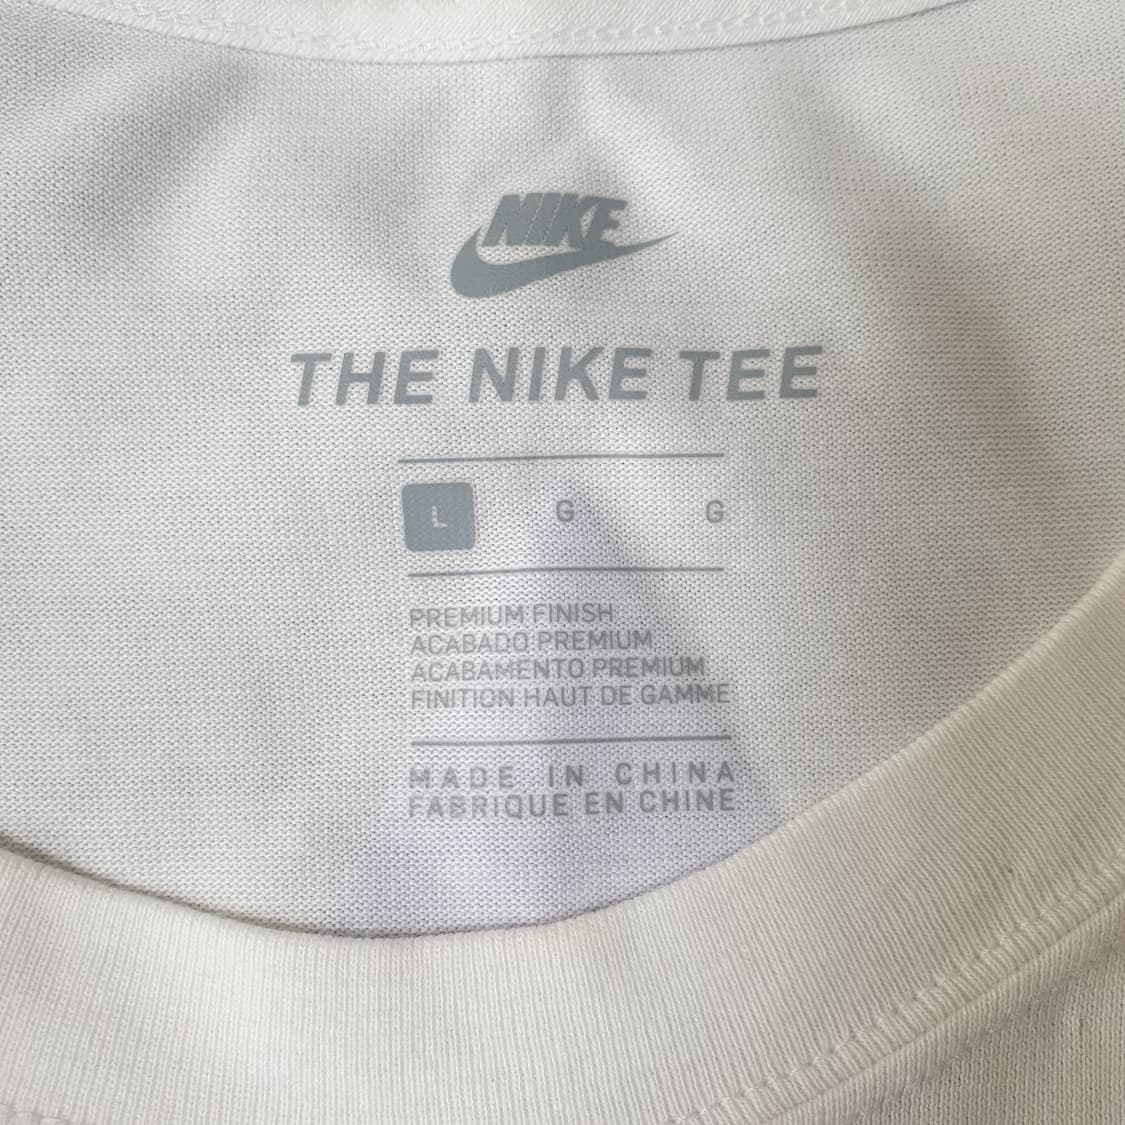 NIKE
THE NIKE TEE
L G G
PREMIUM FINISH
ACABADO PREMIUM
ACABAMENTO PREMIUM
FINITION HAUT DE GAMME
MADE IN CHINA
FABRIQUE EN CHINE